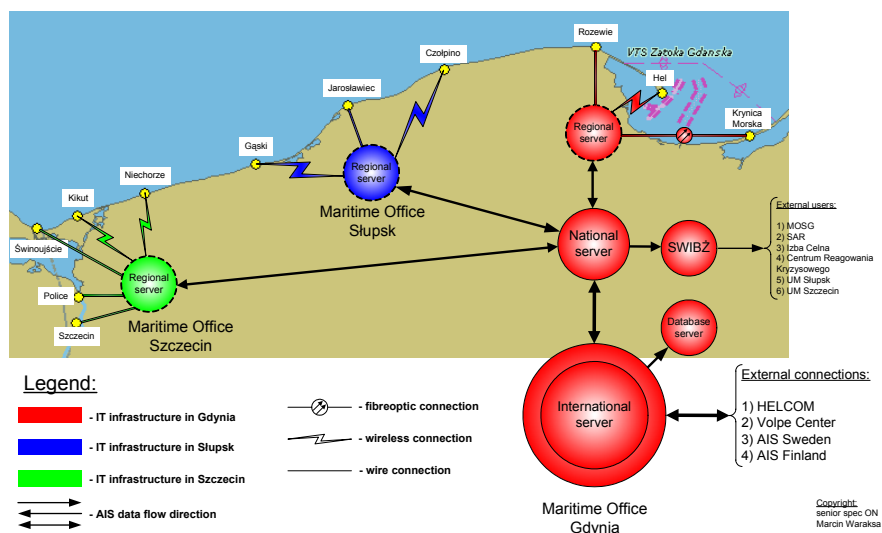 Rozewie
VTS Zatoka Gdańska
Czołpino
Hel
Jarosławiec
Krynica
Morska
Regional
server
Gąski
Niechorze
Regional
server
Kikut
External users:
Maritime Office
Słupsk
1) MOSG
2) SAR
3) Izba Celna
4) Centrum Reagowania
Kryzysowego
5) UM Słupsk
6) UM Szczecin
Świnoujście
National
server
SWIBŻ
Regional
server
Police
Szczecin
Maritime Office
Szczecin
Database
server
Legend:
External connections:
- IT infrastructure in Gdynia
- fibreoptic connection
International
server
1) HELCOM
2) Volpe Center
3) AIS Sweden
4) AIS Finland
- IT infrastructure in Słupsk
- wireless connection
- IT infrastructure in Szczecin
- wire connection
- AIS data flow direction
Maritime Office
Gdynia
Copyright:
senior spec ON
Marcin Waraksa